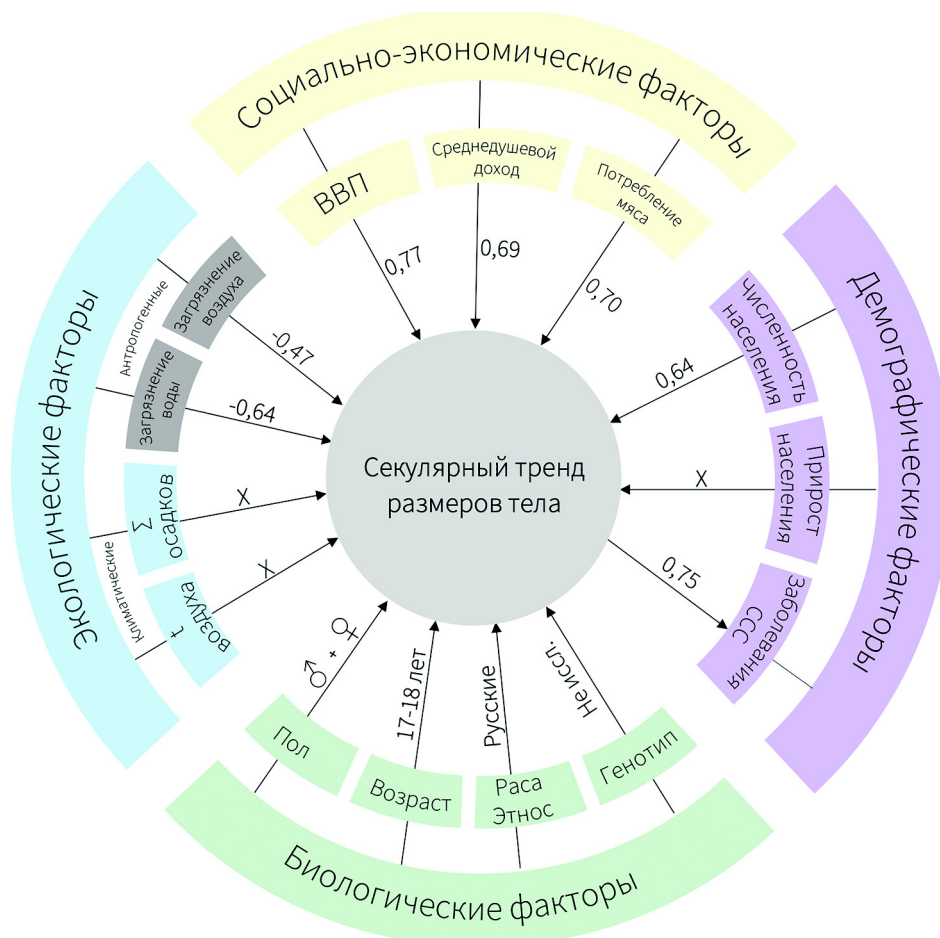 Социально-экономические факторы
ВВП
Среднедушевой
доход
Потребление
мяса
0,77
0,69
0,70
Демографические факторы
Численность
населения
0,64
Прирост
населения
X
Заболевания
ССС
0,75
Экологические факторы
Антропогенные
Загрязнение
воздуха
-0,47
Загрязнение
воды
-0,64
Климатические
Σ
осадков
X
t
воздуха
X
Секулярный тренд
размеров тела
♂ + ♀
17-18 лет
Русские
Не иссл.
Пол
Возраст
Раса
Этнос
Генотип
Биологические факторы